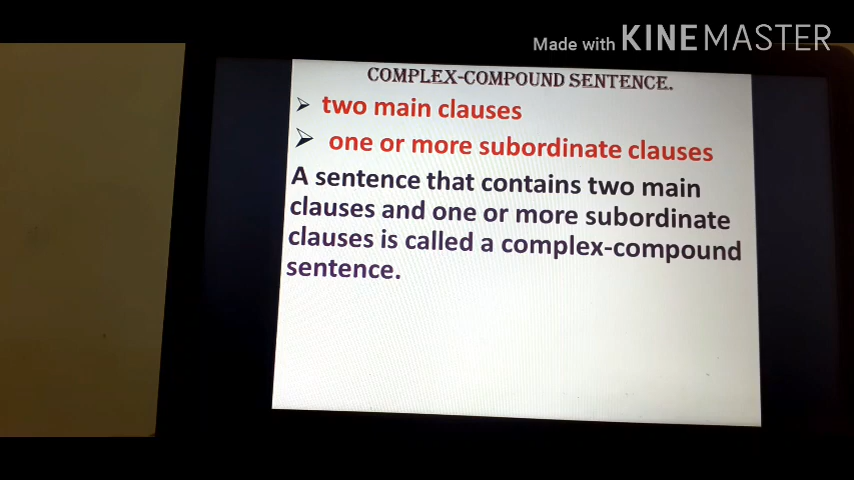 Made with KINEMASTER
COMPLEX-COMPOUND SENTENCE.
two main clauses
one or more subordinate clauses
A sentence that contains two main
clauses and one or more subordinate
clauses is called a complex-compound
sentence.